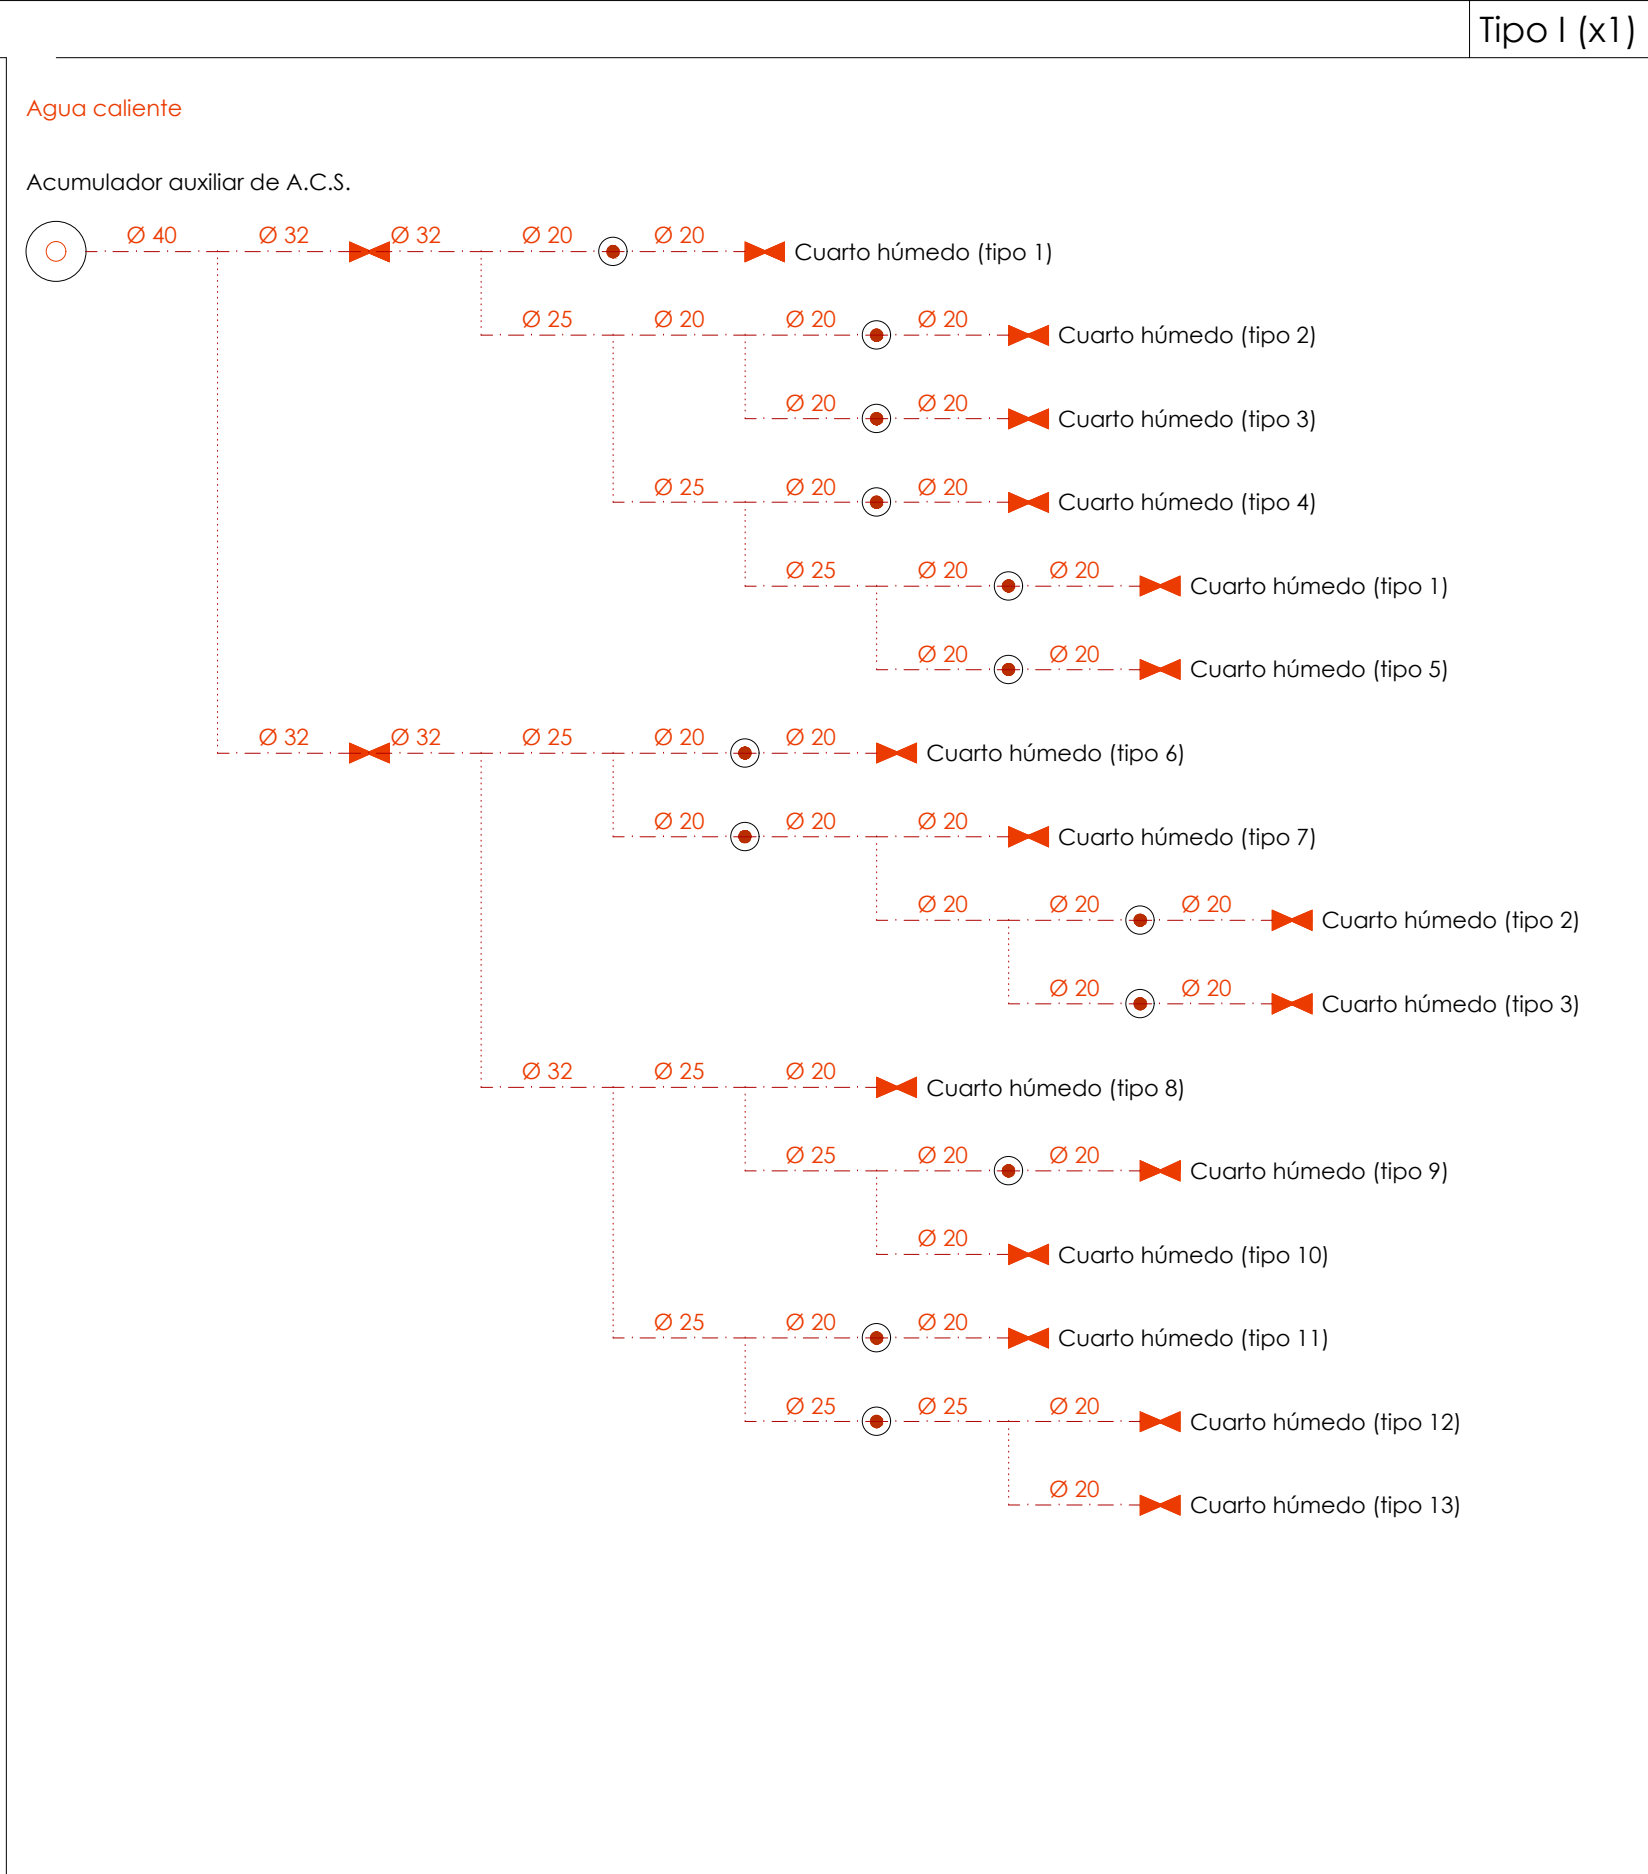 Tipo I (x1)
Agua caliente
Acumulador auxiliar de A.C.S.
Ø 40 Ø 32 Ø 32 Ø 20 Ø 20 Cuarto húmedo (tipo 1)
Ø 25 Ø 20 Ø 20 Ø 20 Cuarto húmedo (tipo 2)
Ø 20 Ø 20 Cuarto húmedo (tipo 3)
Ø 25 Ø 20 Ø 20 Cuarto húmedo (tipo 4)
Ø 25 Ø 20 Ø 20 Cuarto húmedo (tipo 1)
Ø 20 Ø 20 Cuarto húmedo (tipo 5)
Ø 32 Ø 32 Ø 25 Ø 20 Ø 20 Cuarto húmedo (tipo 6)
Ø 20 Ø 20 Ø 20 Cuarto húmedo (tipo 7)
Ø 20 Ø 20 Ø 20 Cuarto húmedo (tipo 2)
Ø 20 Ø 20 Cuarto húmedo (tipo 3)
Ø 32 Ø 25 Ø 20 Cuarto húmedo (tipo 8)
Ø 25 Ø 20 Ø 20 Cuarto húmedo (tipo 9)
Ø 20 Cuarto húmedo (tipo 10)
Ø 25 Ø 20 Ø 20 Cuarto húmedo (tipo 11)
Ø 25 Ø 25 Ø 20 Cuarto húmedo (tipo 12)
Ø 20 Cuarto húmedo (tipo 13)